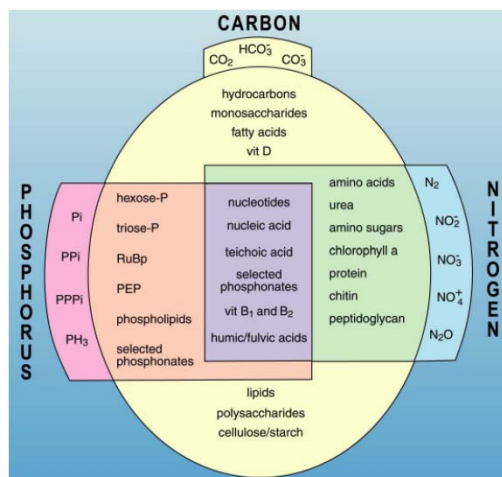 CARBON
HCO₃⁻
CO₂
CO₃⁻
hydrocarbons
monosaccharides
fatty acids
vit D
PHOSPHORUS
Pi
PPi
PPPi
PH₃
hexose-P
triose-P
RuBp
PEP
phospholipids
selected
phosphonates
nucleotides
nucleic acid
teichoic acid
selected
phosphonates
vit B₁ and B₂
humic/fulvic acids
amino acids
urea
amino sugars
chlorophyll a
protein
chitin
peptidoglycan
N₂
NO₂⁻
NO₃⁻
NO₄⁺
N₂O
NITROGEN
lipids
polysaccharides
cellulose/starch